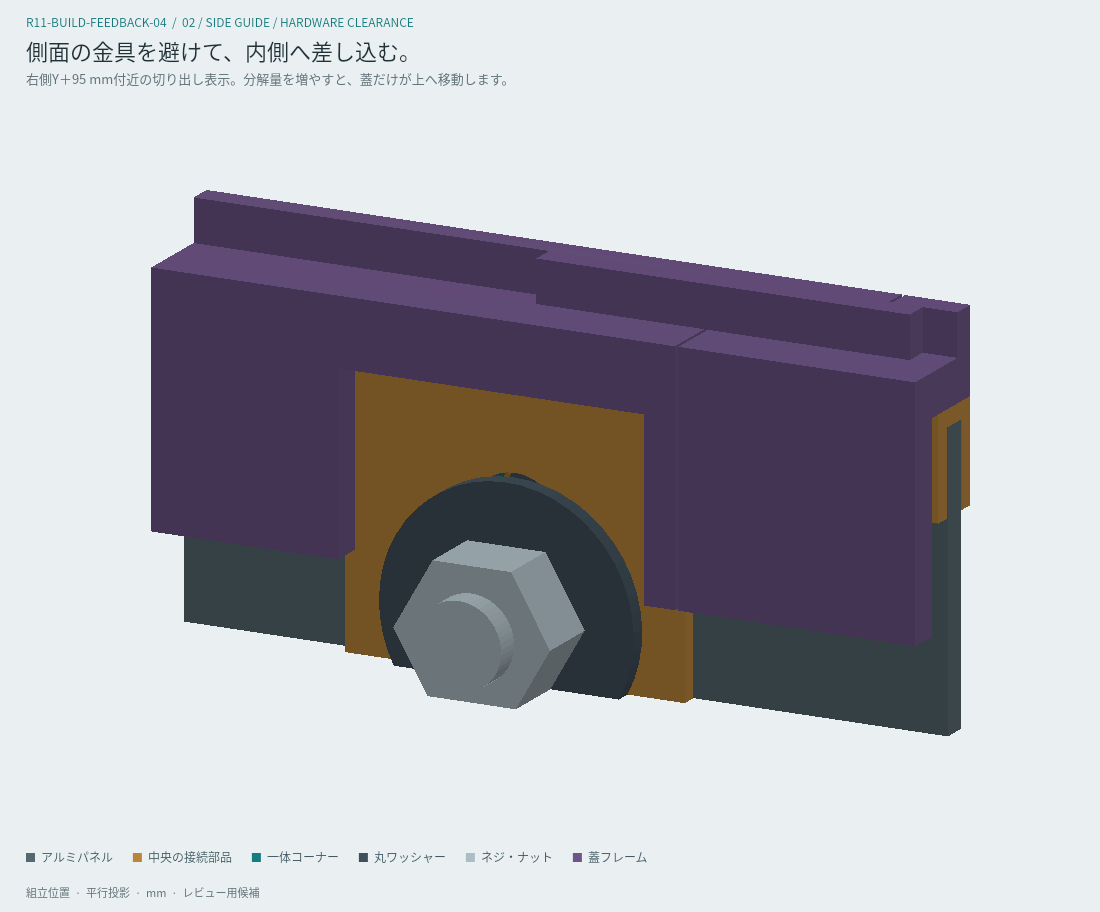 R11-BUILD-FEEDBACK-04 / 02 / SIDE GUIDE / HARDWARE CLEARANCE
側面の金具を避けて、内側へ差し込む。
右側Y＋95 mm付近の切り出し表示。分解量を増やすと、蓋だけが上へ移動します。
アルミパネル 中央の接続部品 一体コーナー 丸ワッシャー ネジ・ナット 蓋フレーム
組立位置 · 平行投影 · mm · レビュー用候補